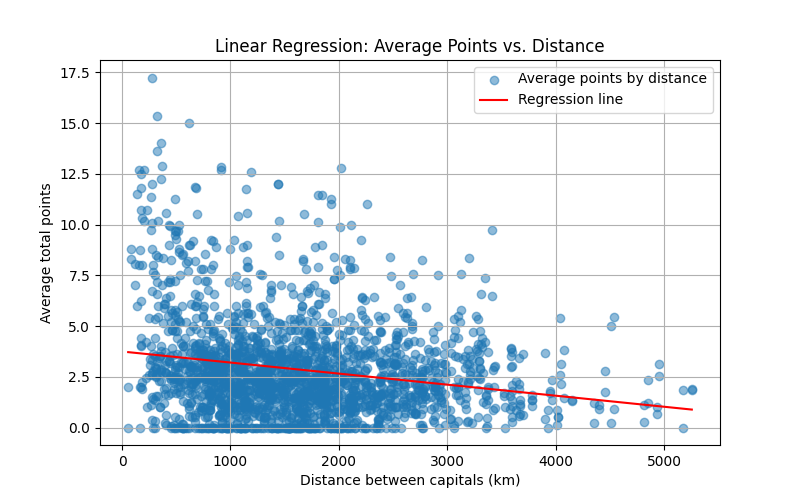 Linear Regression: Average Points vs. Distance
Average points by distance
Regression line
17.5
15.0
12.5
10.0
7.5
5.0
2.5
0.0
Average total points
0
1000
2000
3000
4000
5000
Distance between capitals (km)